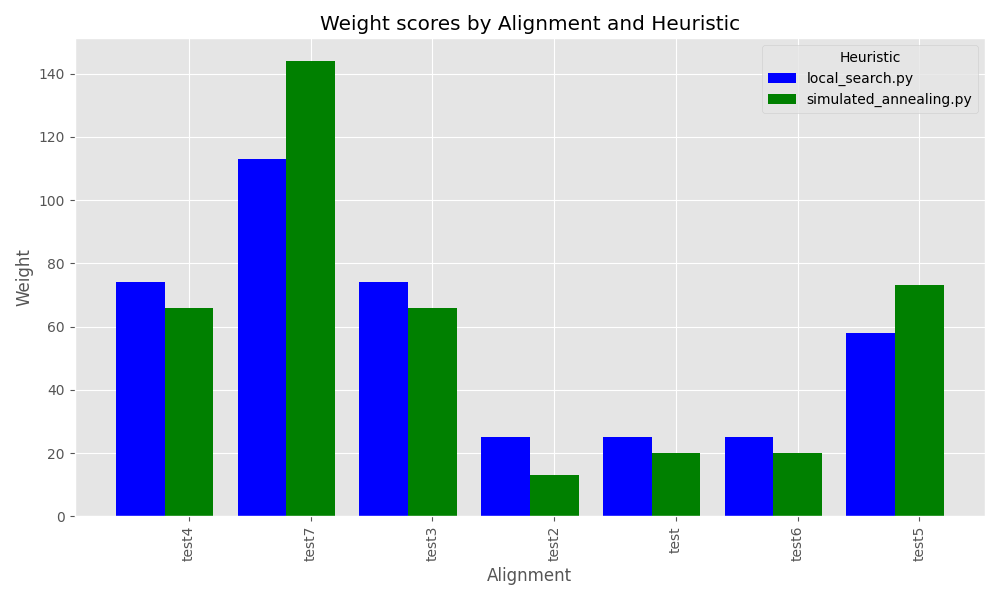 Weight scores by Alignment and Heuristic
Heuristic
local_search.py
simulated_annealing.py
Weight
140
120
100
80
60
40
20
0
test4
test7
test3
test2
test
test6
test5
Alignment